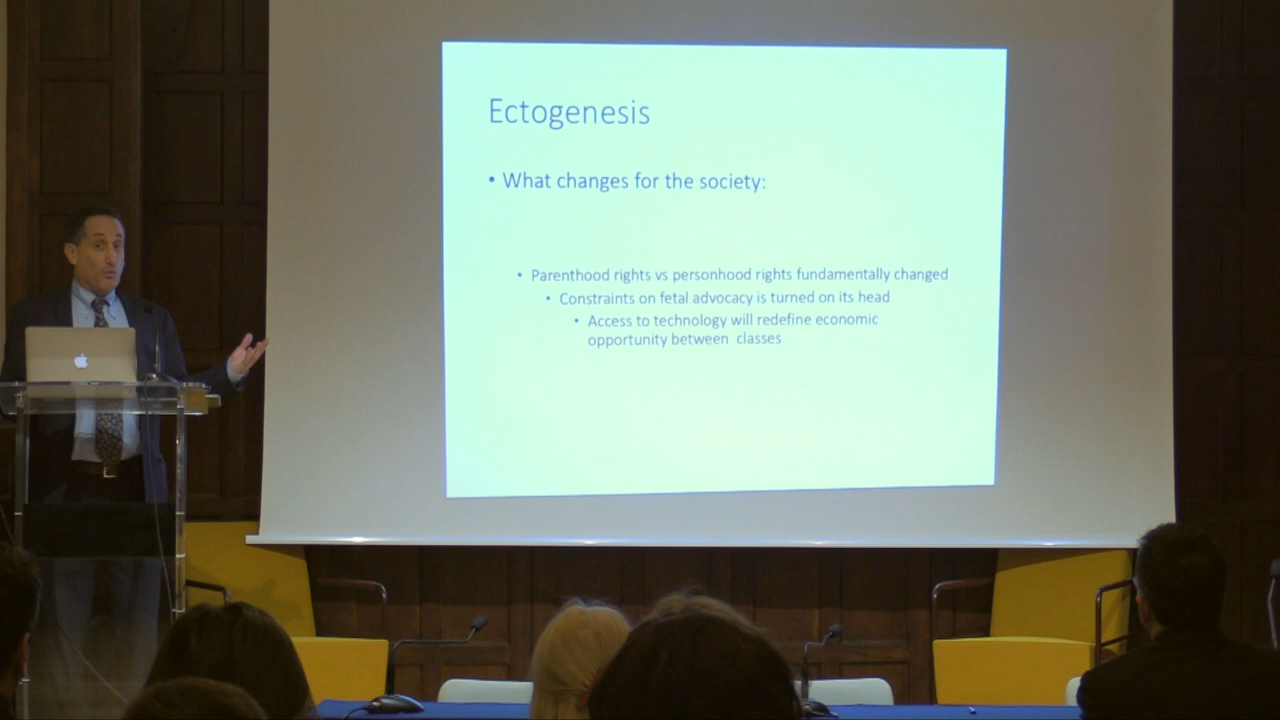 Ectogenesis
• What changes for the society:
• Parenthood rights vs personhood rights fundamentally changed
• Constraints on fetal advocacy is turned on its head
• Access to technology will redefine economic
opportunity between  classes